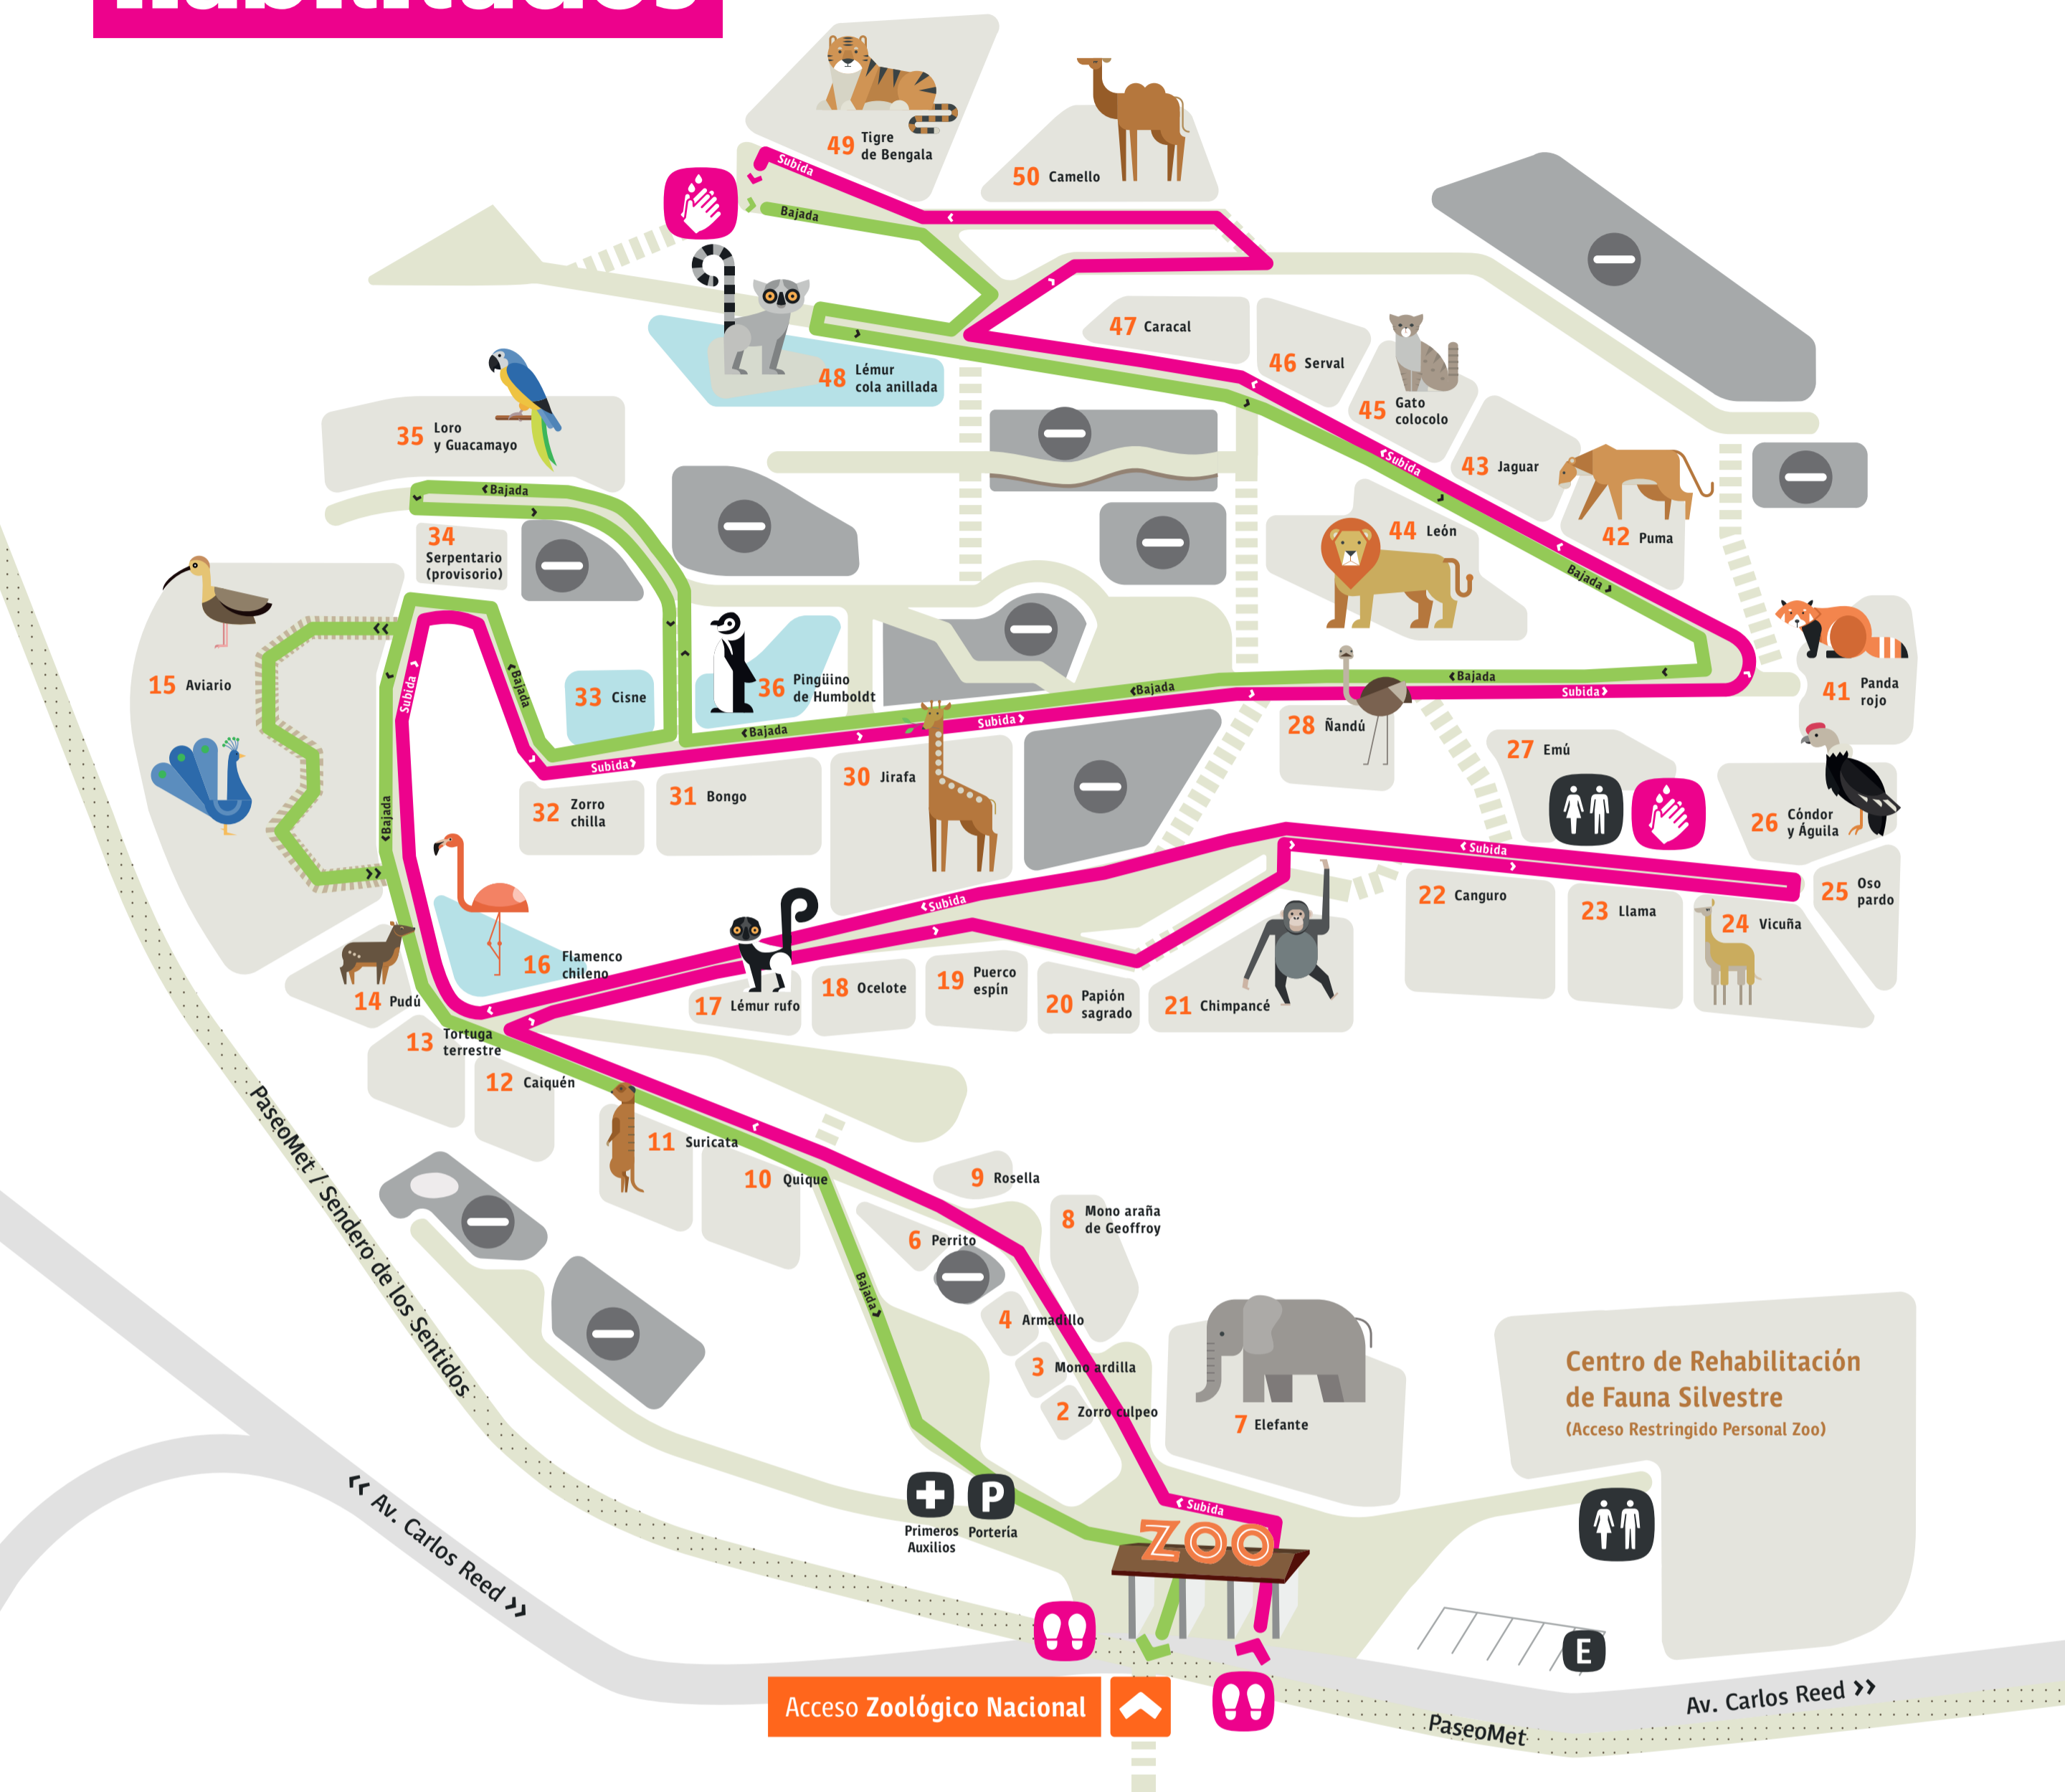 49 Tigre
de Bengala
50 Camello
Subida
Bajada
47 Caracal
46 Serval
48 Lémur
cola anillada
45 Gato
colocolo
35 Loro
y Guacamayo
Subida
43 Jaguar
Bajada
44 León
42 Puma
34
Serpentario
(provisorio)
Bajada
15 Aviario
Subida
Bajada
33 Cisne
36 Pingüino
de Humboldt
Bajada
Bajada
Subida
41 Panda
rojo
Bajada
Subida
Subida
28 Ñandú
27 Emú
30 Jirafa
31 Bongo
32 Zorro
chilla
26 Cóndor
y Águila
Bajada
Subida
25 Oso
pardo
22 Canguro
23 Llama
24 Vicuña
Subida
16 Flamenco
chileno
14 Pudú
17 Lémur rufo
18 Ocelote
19 Puerco
espín
20 Papión
sagrado
21 Chimpancé
13 Tortuga
terrestre
12 Caiquén
11 Suricata
10 Quique
9 Rosella
8 Mono araña
de Geoffroy
6 Perrito
Bajada
4 Armadillo
3 Mono ardilla
2 Zorro culpeo
7 Elefante
Centro de Rehabilitación
de Fauna Silvestre
(Acceso Restringido Personal Zoo)
PaseoMet / Sendero de los Sentidos
Av. Carlos Reed
P
Primeros
Auxilios
Portería
Subida
ZOO
E
Acceso Zoológico Nacional
Av. Carlos Reed
PaseoMet